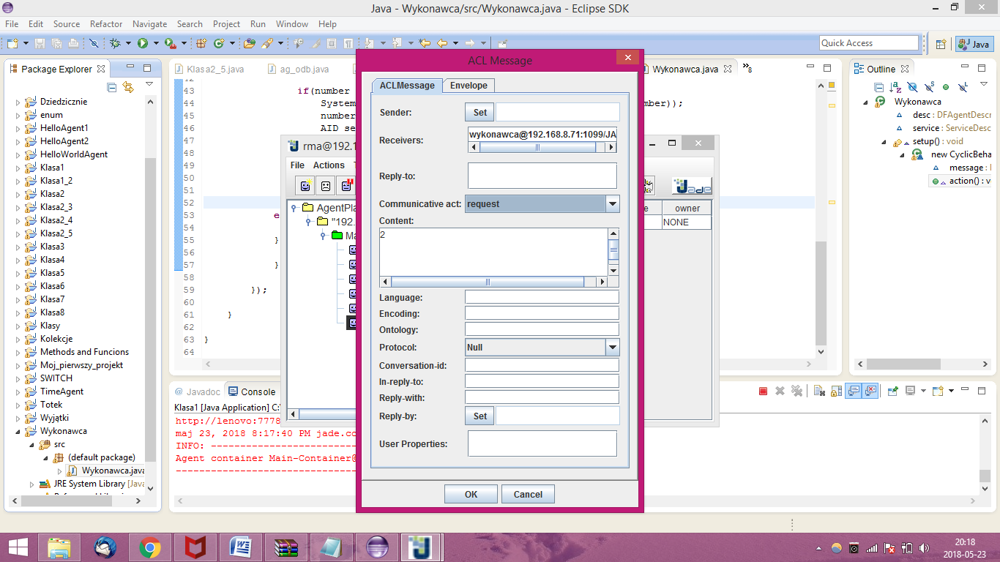 Java - Wykonawca/src/Wykonawca.java - Eclipse SDK
File Edit Source Refactor Navigate Search Project Run Window Help
Quick Access
Java
Package Explorer
Dziedzicznie
enum
HelloAgent1
HelloAgent2
HelloWorldAgent
Klasa1
Klasa1_2
Klasa2
Klasa2_3
Klasa2_4
Klasa2_5
Klasa3
Klasa4
Klasa5
Klasa6
Klasa7
Klasa8
Klasy
Kolekcje
Methods and Funcions
Moj_pierwszy_projekt
SWITCH
TimeAgent
Totek
Wyjątki
Wykonawca
src
(default package)
Wykonawca.java
JRE System Library [Java
Klasa2_5.java ag_odb.java Wykonawca.java 8
43 if(number
44 System mber));
45 number
46 AID se
47
48
49
50
51
52
53 e
54
55 }
56
57 }
58
59 });
60
61 }
62
63 }
64
rma@192.1
File Actions
AgentPla
"192.
Ma
Jade
e owner
NONE
ACL Message
ACLMessage Envelope
Sender: Set
Receivers: wykonawca@192.168.8.71:1099/JA
Reply-to:
Communicative act: request
Content:
2
Language:
Encoding:
Ontology:
Protocol: Null
Conversation-id:
In-reply-to:
Reply-with:
Reply-by: Set
User Properties:
OK Cancel
Outline
Wykonawca
desc : DFAgentDescr
service : ServiceDesc
setup() : void
new CyclicBeha
message :
action() : v
@ Javadoc Console
Klasa1 [Java Application] C:
http://lenovo:7778
maj 23, 2018 8:17:40 PM jade.co
INFO: -------------------------
Agent container Main-Container@
-------------------------------
20:18
2018-05-23